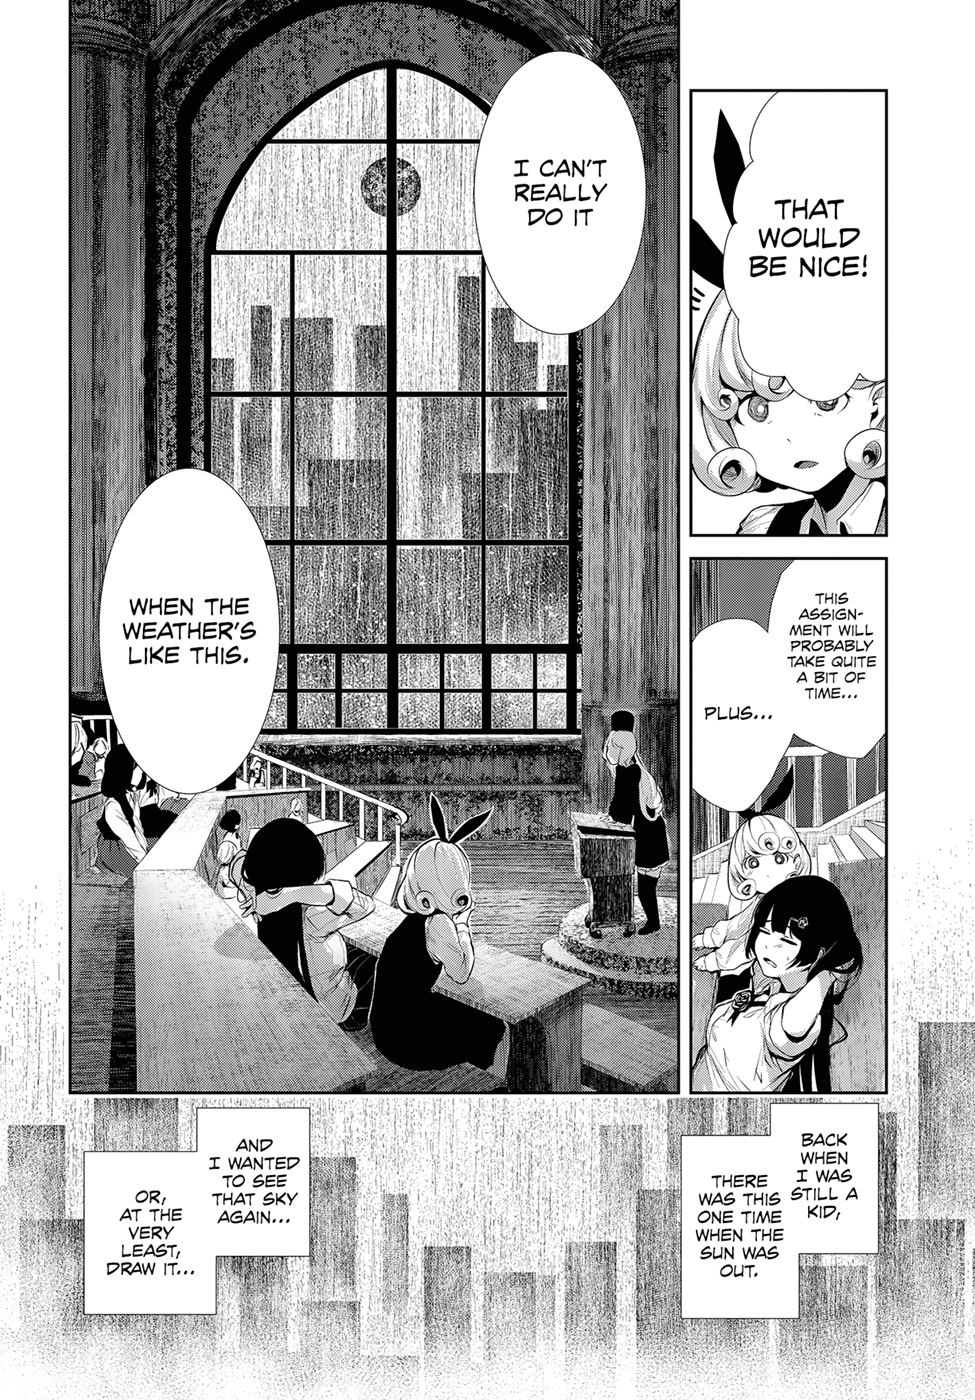 THAT
WOULD
BE NICE!
THIS
ASSIGN-
MENT WILL
PROBABLY
TAKE QUITE
A BIT OF
TIME...
PLUS...
I CAN'T
REALLY
DO IT
WHEN THE
WEATHER'S
LIKE THIS.
BACK
WHEN
I WAS
STILL A
KID,
THERE
WAS THIS
ONE TIME
WHEN THE
SUN WAS
OUT.
AND
I WANTED
TO SEE
THAT SKY
AGAIN...
OR,
AT THE
VERY
LEAST,
DRAW IT...